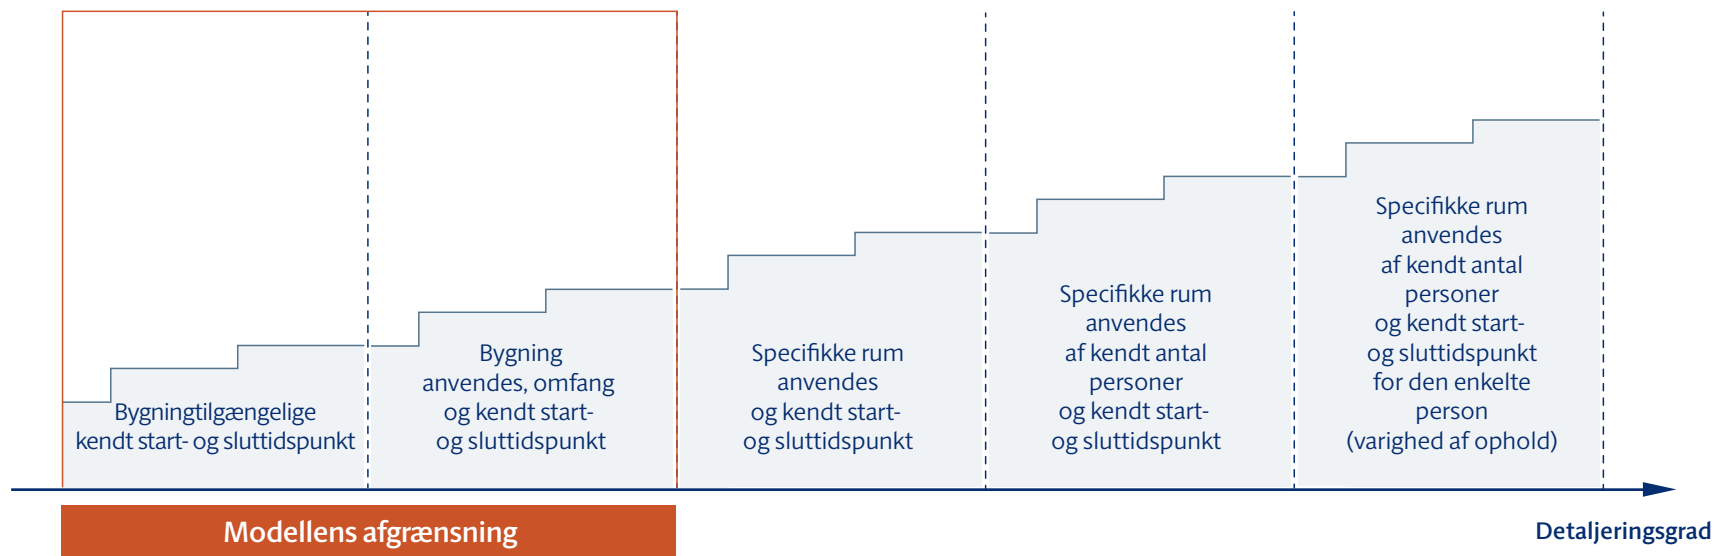 Bygningtilgængelige
kendt start- og sluttidspunkt
Bygning
anvendes, omfang
og kendt start-
og sluttidspunkt
Specifikke rum
anvendes
og kendt start-
og sluttidspunkt
Specifikke rum
anvendes
af kendt antal
personer
og kendt start-
og sluttidspunkt
Specifikke rum
anvendes
af kendt antal
personer
og kendt start-
og sluttidspunkt
for den enkelte
person
(varighed af ophold)
Modellens afgrænsning
Detaljeringsgrad